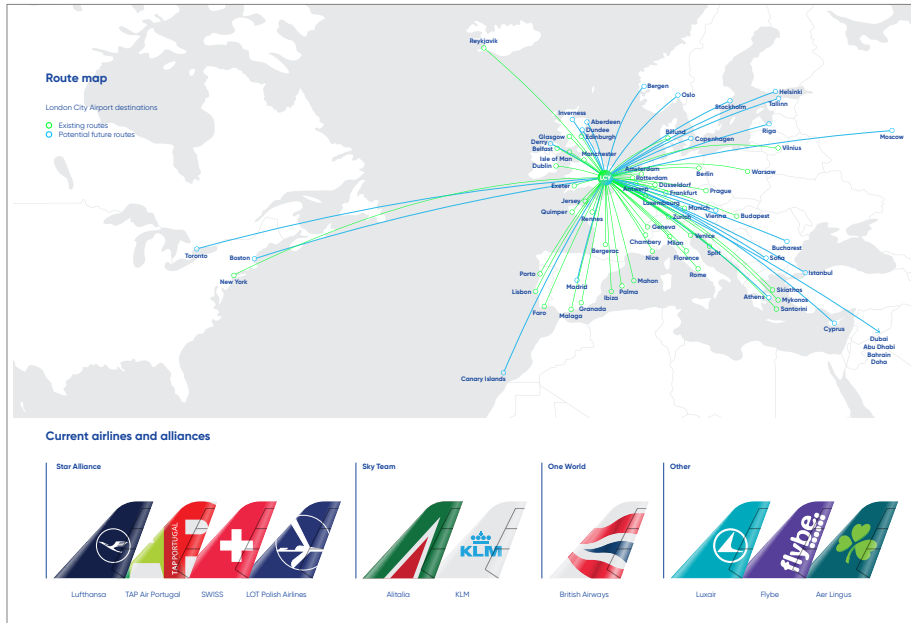 Route map
London City Airport destinations
Existing routes
Potential future routes
Reykjavik
Bergen
Oslo
Stockholm
Helsinki
Tallinn
Inverness
Aberdeen
Dundee
Glasgow
Edinburgh
Derry
Belfast
Isle of Man
Manchester
Dublin
Billund
Copenhagen
Riga
Moscow
Vilnius
Amsterdam
LCY
Rotterdam
Berlin
Warsaw
Exeter
Antwerp
Düsseldorf
Frankfurt
Prague
Jersey
Luxembourg
Quimper
Rennes
Munich
Zurich
Vienna
Budapest
Geneva
Chambery
Milan
Venice
Split
Bucharest
Bergerac
Nice
Florence
Sofia
Toronto
Boston
New York
Rome
Istanbul
Porto
Lisbon
Madrid
Mahon
Palma
Ibiza
Faro
Malaga
Granada
Skiathos
Athens
Mykonos
Santorini
Cyprus
Dubai
Abu Dhabi
Bahrain
Doha
Canary Islands
Current airlines and alliances
Star Alliance
Sky Team
One World
Other
TAP PORTUGAL
KLM
flybe.
Lufthansa
TAP Air Portugal
SWISS
LOT Polish Airlines
Alitalia
KLM
British Airways
Luxair
Flybe
Aer Lingus